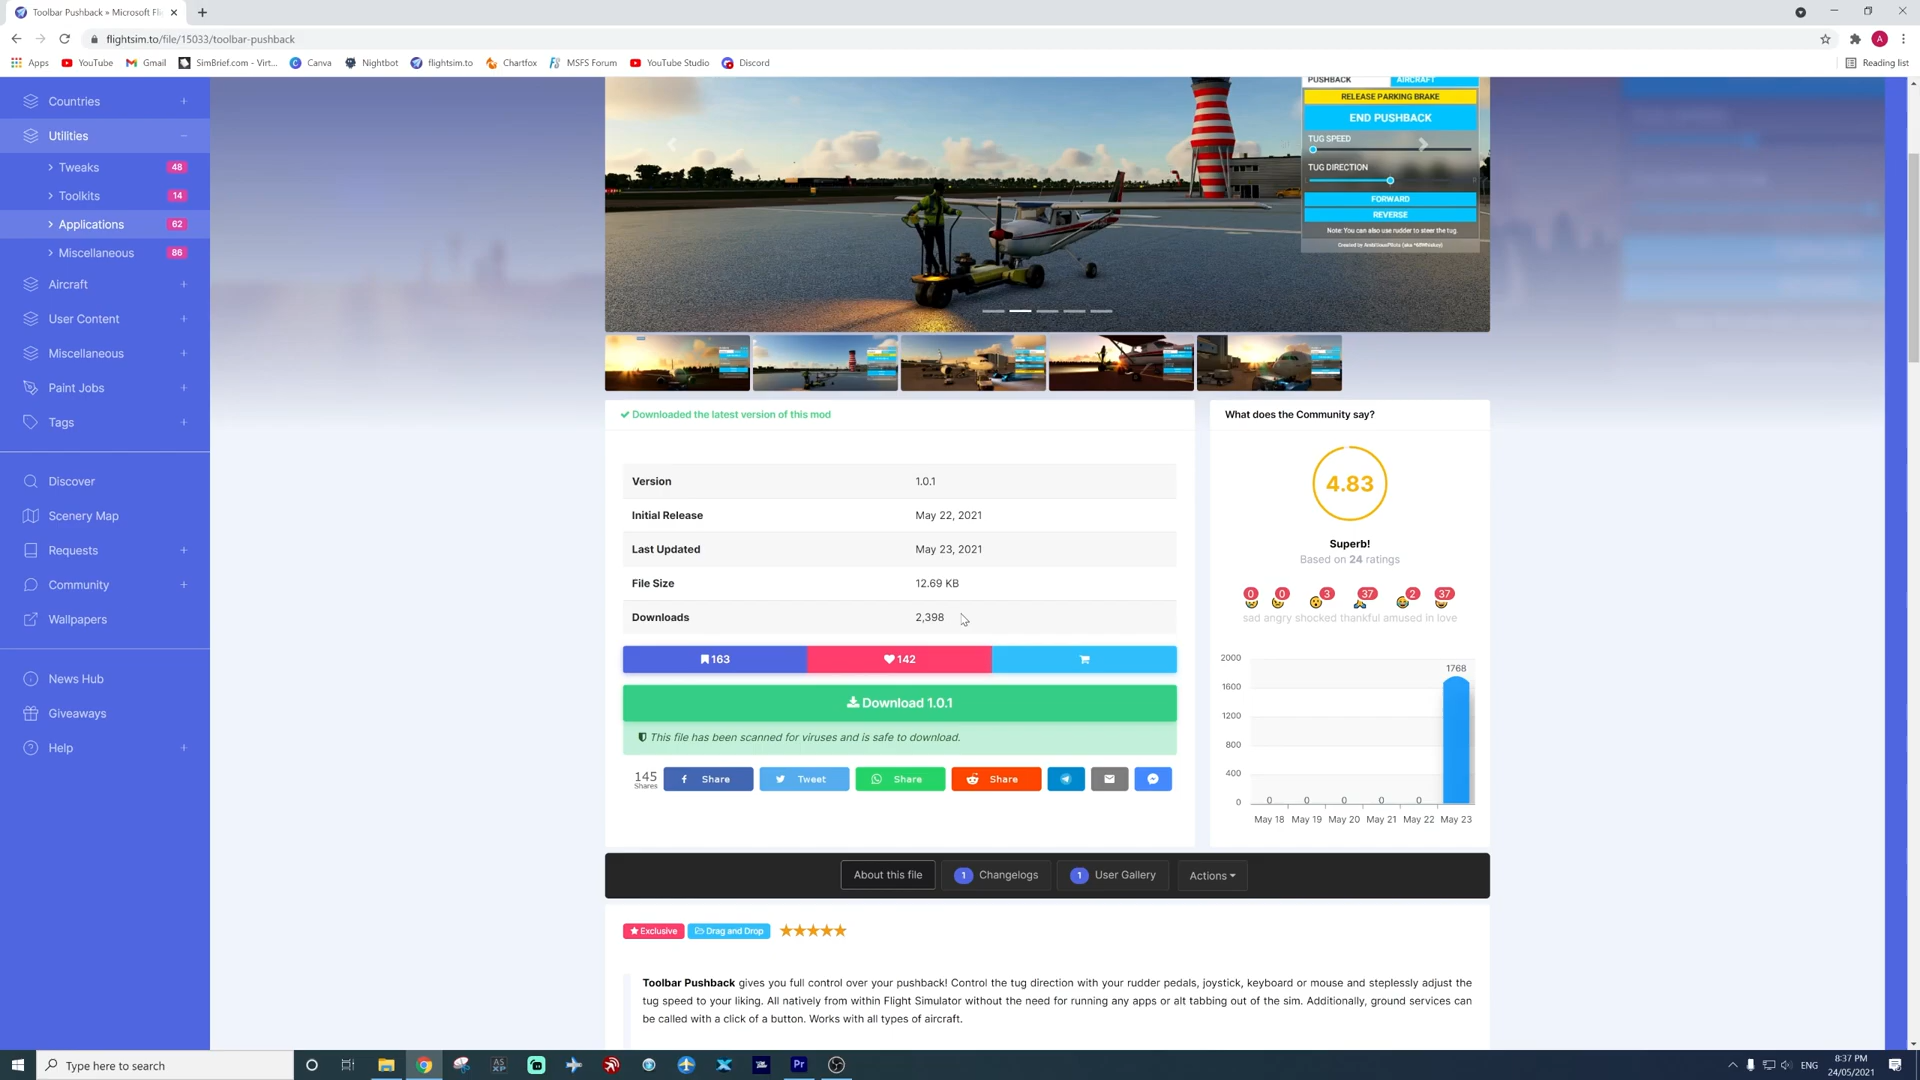 Toolbar Pushback » Microsoft Fli
flightsim.to/file/15033/toolbar-pushback
Apps YouTube Gmail SimBrief.com - Virt... Canva Nightbot flightsim.to Chartfox MSFS Forum YouTube Studio Discord Reading list
Countries
Utilities
Tweaks 48
Toolkits 14
Applications 62
Miscellaneous 86
Aircraft
User Content
Miscellaneous
Paint Jobs
Tags
Discover
Scenery Map
Requests
Community
Wallpapers
News Hub
Giveaways
Help
PUSHBACK AIRCRAFT
RELEASE PARKING BRAKE
END PUSHBACK
TUG SPEED
TUG DIRECTION
FORWARD
REVERSE
Note: You can also use rudder to steer the tug.
Downloaded the latest version of this mod
Version 1.0.1
Initial Release May 22, 2021
Last Updated May 23, 2021
File Size 12.69 KB
Downloads 2,398
163 142
Download 1.0.1
This file has been scanned for viruses and is safe to download.
145 Shares
Share Tweet Share Share
What does the Community say?
4.83
Superb!
Based on 24 ratings
0 0 3 37 2 37
sad angry shocked thankful amused in love
2000
1600
1200
800
400
0
1768
0 0 0 0 0
May 18 May 19 May 20 May 21 May 22 May 23
About this file 1 Changelogs 1 User Gallery Actions
Exclusive Drag and Drop
Toolbar Pushback gives you full control over your pushback! Control the tug direction with your rudder pedals, joystick, keyboard or mouse and steplessly adjust the
tug speed to your liking. All natively from within Flight Simulator without the need for running any apps or alt tabbing out of the sim. Additionally, ground services can
be called with a click of a button. Works with all types of aircraft.
Type here to search
AS XP
Pr
ENG
8:37 PM
24/05/2021